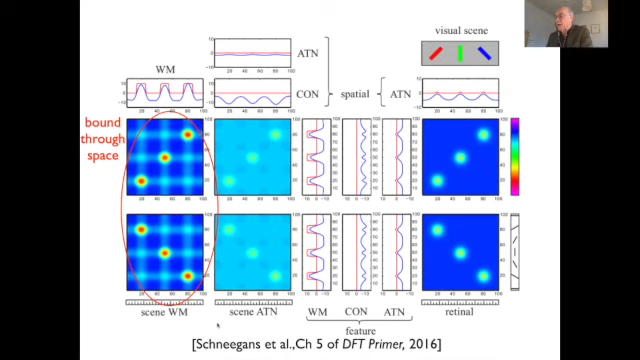 visual scene
WM
ATN
CON
spatial
ATN
bound
through
space
scene WM
scene ATN
WM
CON
ATN
retinal
feature
[Schneegans et al.,Ch 5 of DFT Primer, 2016]